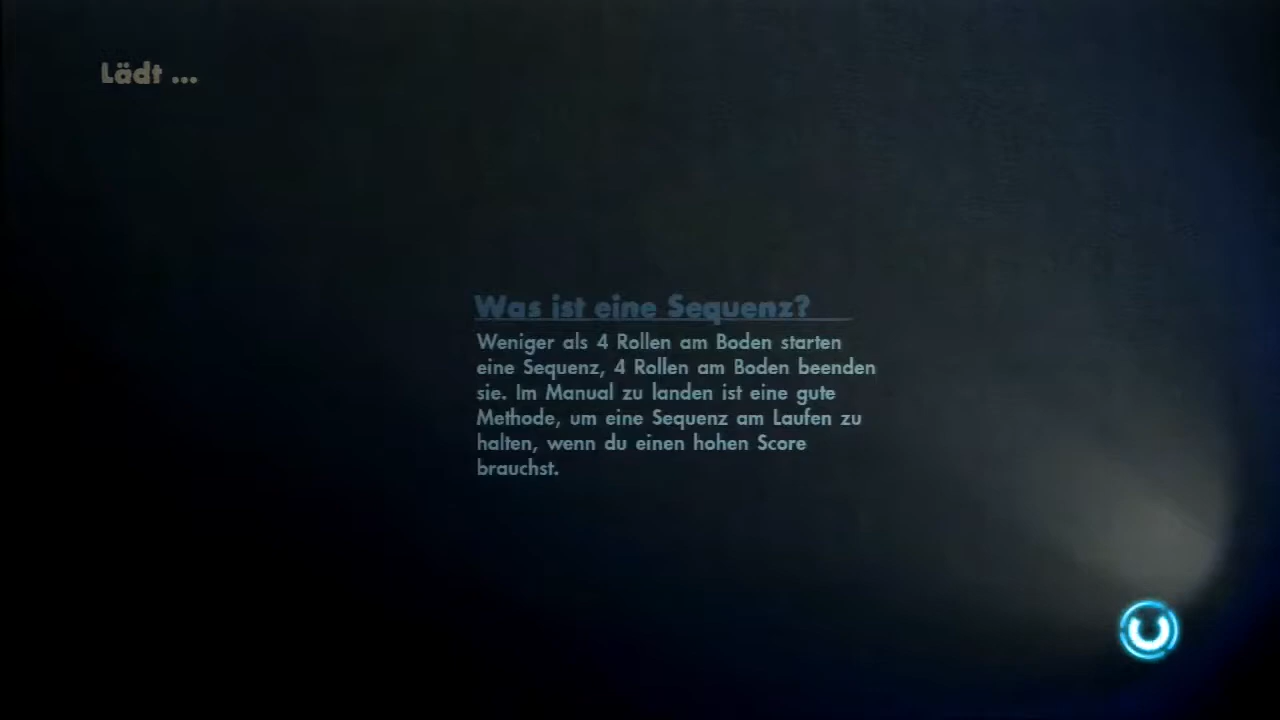 Lädt ...
Was ist eine Sequenz?
Weniger als 4 Rollen am Boden starten
eine Sequenz, 4 Rollen am Boden beenden
sie. Im Manual zu landen ist eine gute
Methode, um eine Sequenz am Laufen zu
halten, wenn du einen hohen Score
brauchst.